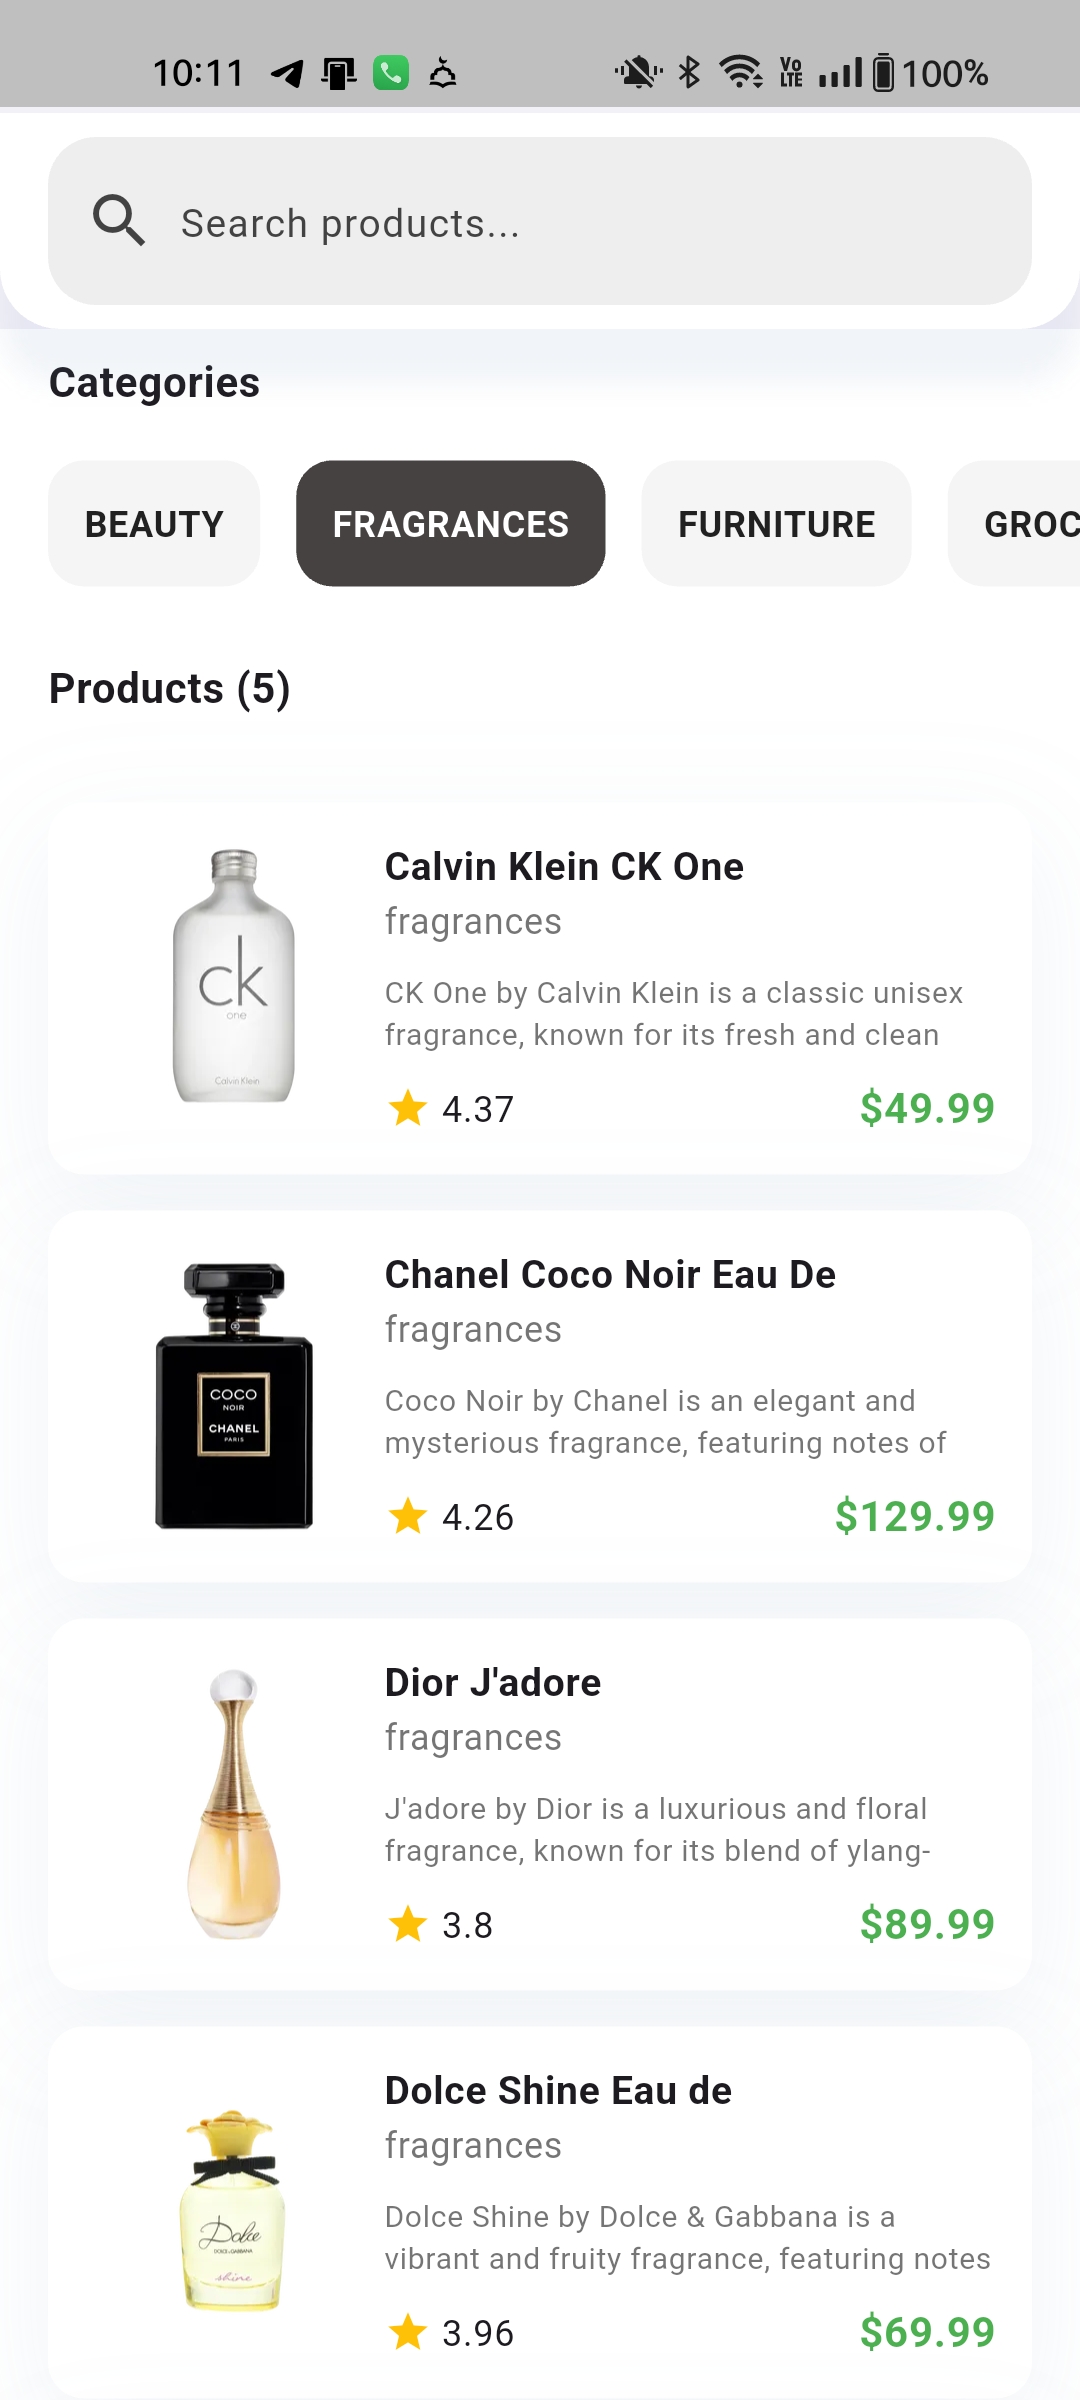 10:11
Vo LTE
100%
Search products...
Categories
BEAUTY
FRAGRANCES
FURNITURE
GROC
Products (5)
ck
one
Calvin Klein
Calvin Klein CK One
fragrances
CK One by Calvin Klein is a classic unisex
fragrance, known for its fresh and clean
4.37
$49.99
COCO
NOIR
CHANEL
PARIS
Chanel Coco Noir Eau De
fragrances
Coco Noir by Chanel is an elegant and
mysterious fragrance, featuring notes of
4.26
$129.99
Dior J'adore
fragrances
J'adore by Dior is a luxurious and floral
fragrance, known for its blend of ylang-
3.8
$89.99
Dolce
DOLCE & GABBANA
shine
Dolce Shine Eau de
fragrances
Dolce Shine by Dolce & Gabbana is a
vibrant and fruity fragrance, featuring notes
3.96
$69.99